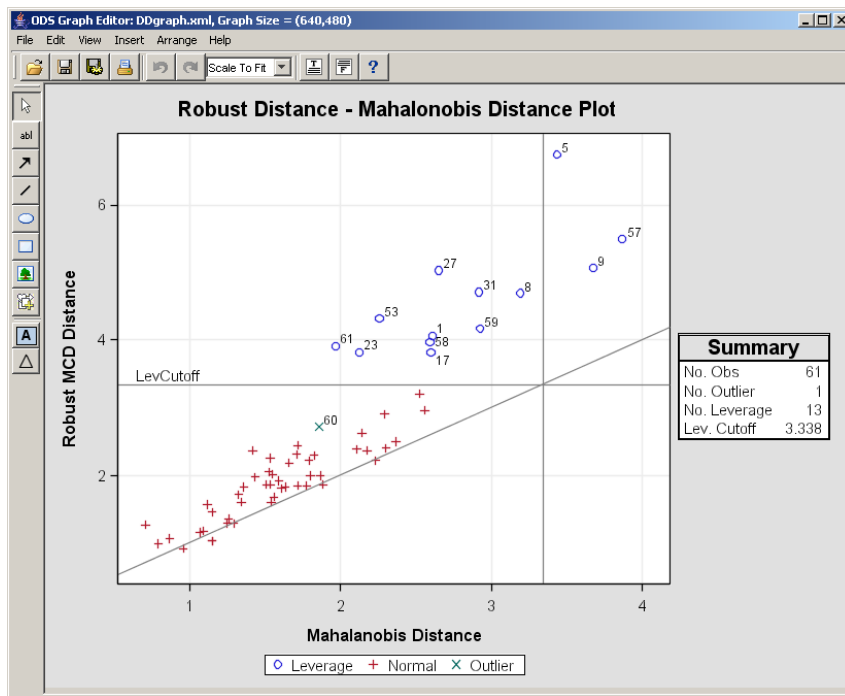 ODS Graph Editor: DDgraph.xml, Graph Size = (640,480)
File Edit View Insert Arrange Help
Scale To Fit
T
F
?
abl
A
Robust Distance - Mahalonobis Distance Plot
5
6
57
27
9
31
8
53
1
59
4
61
23
58
17
LevCutoff
60
2
Robust MCD Distance
1 2 3 4
Mahalanobis Distance
Leverage Normal Outlier
Summary
No. Obs 61
No. Outlier 1
No. Leverage 13
Lev. Cutoff 3.338